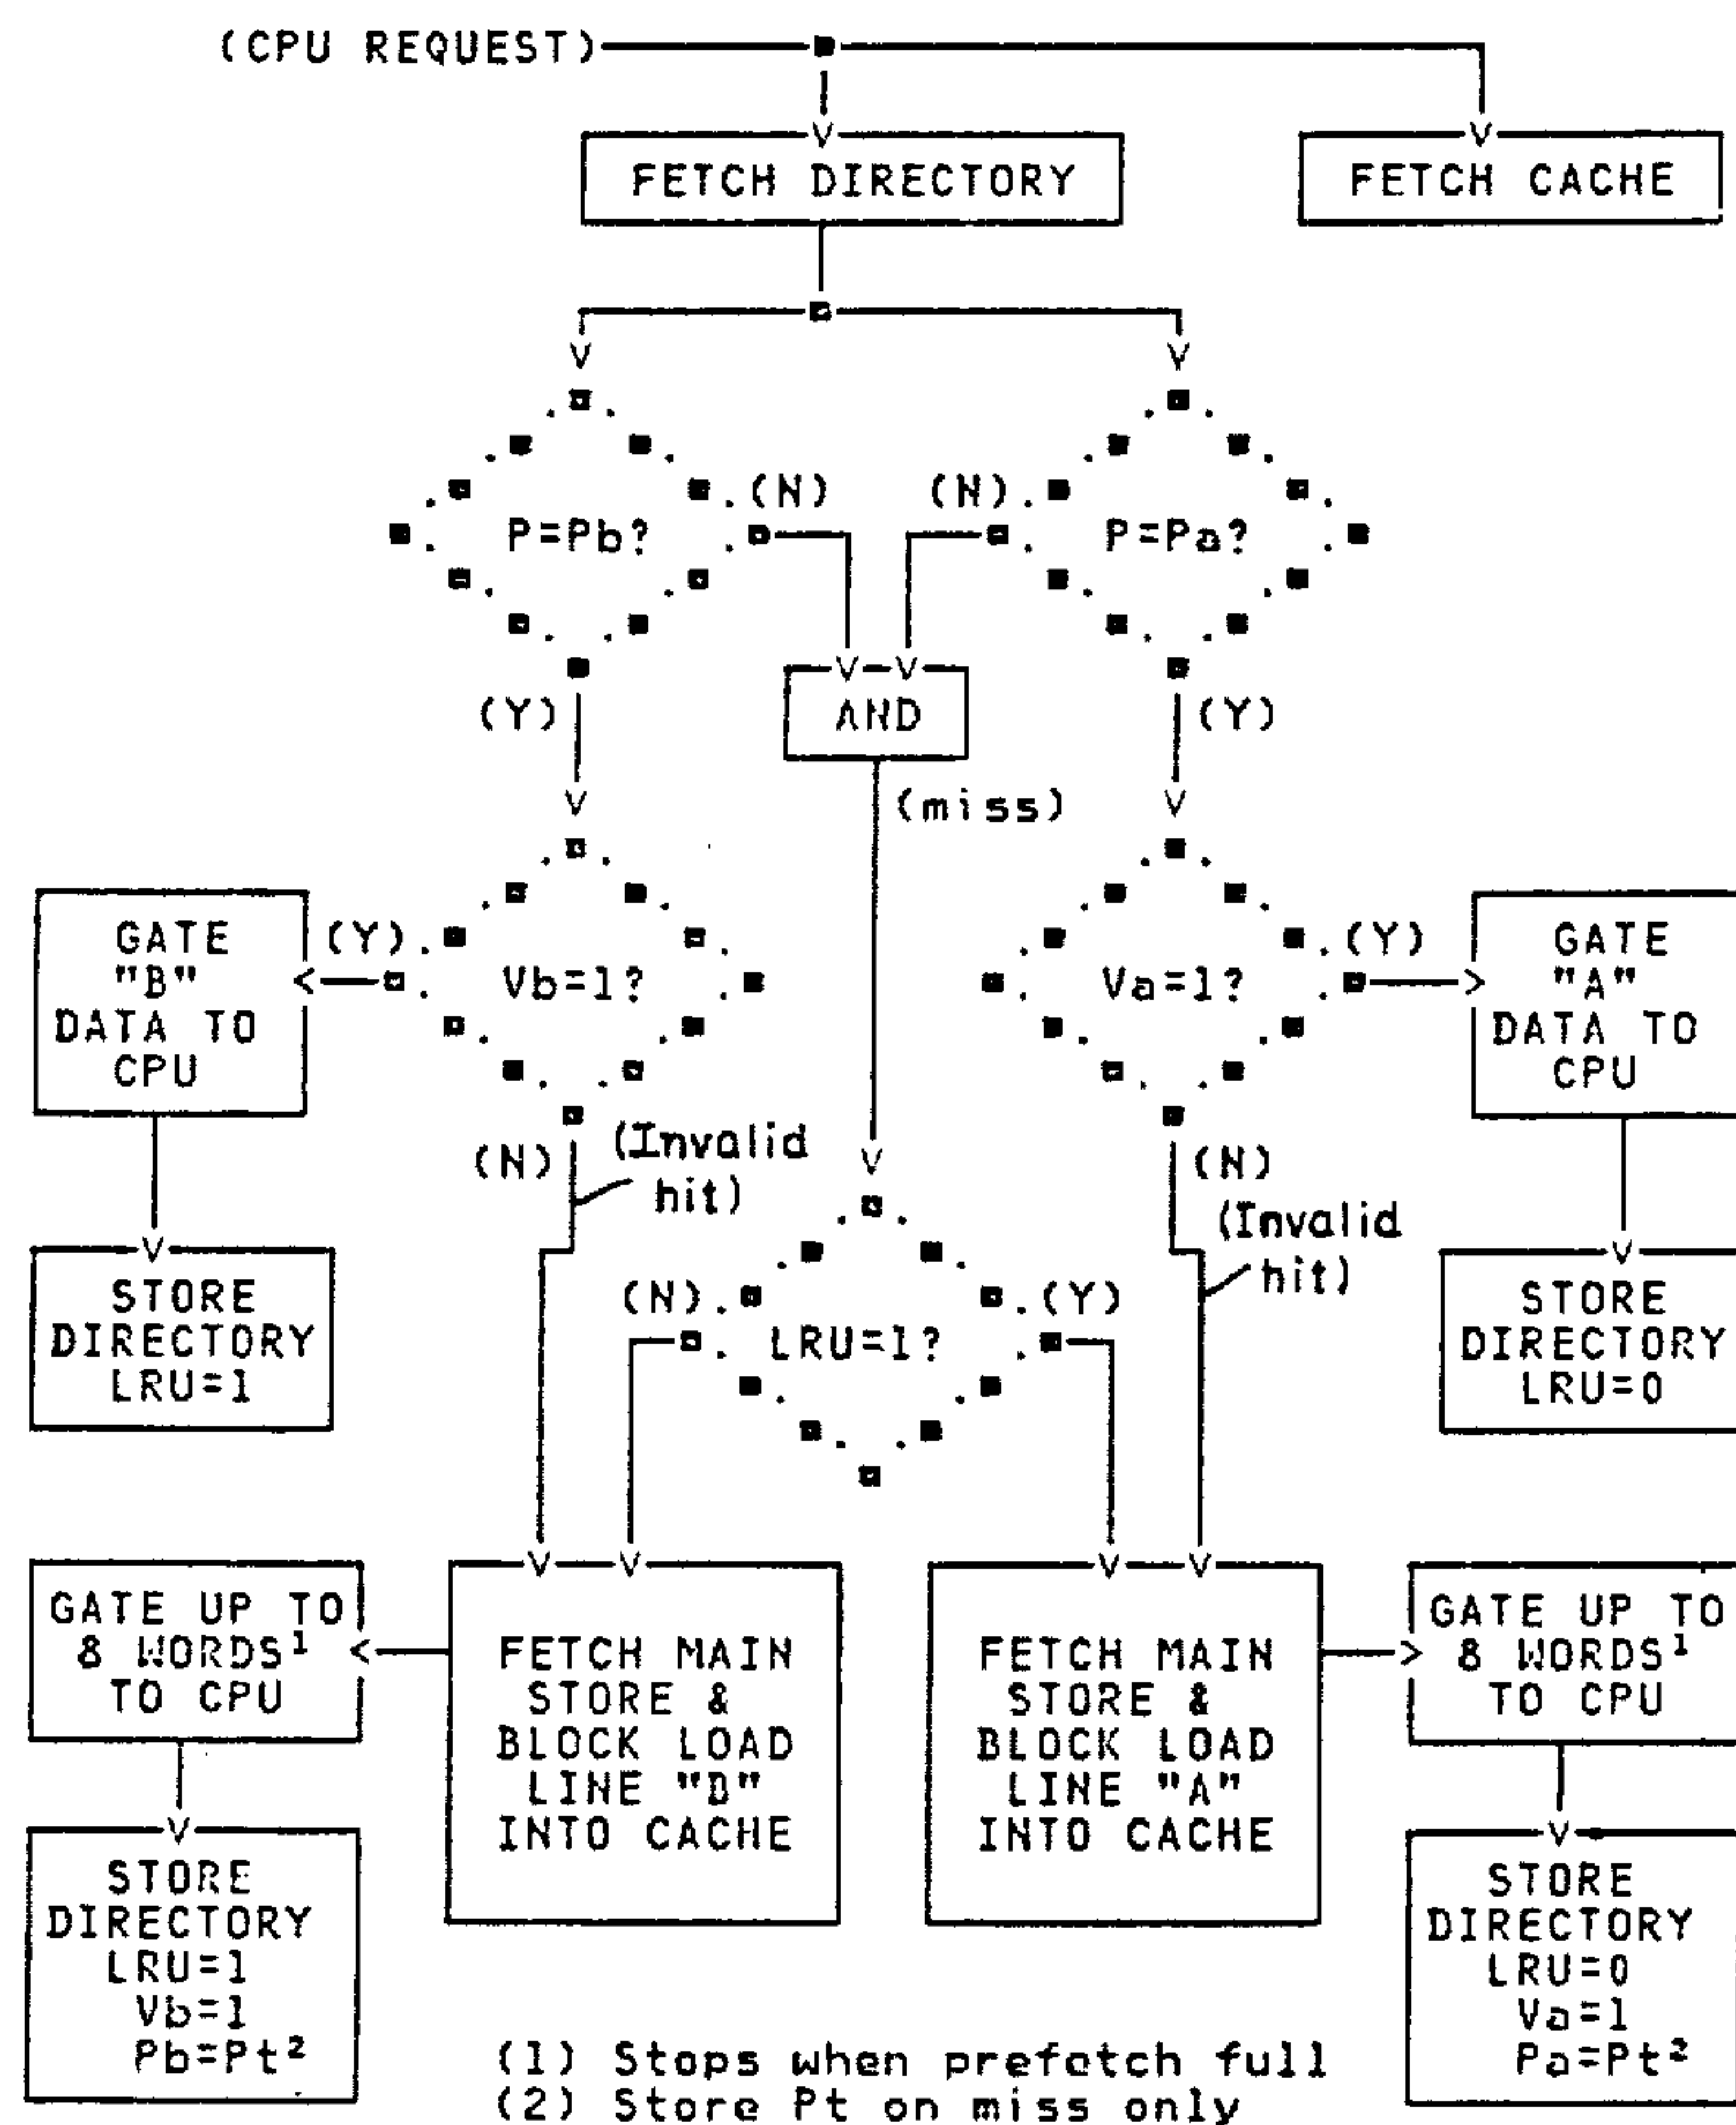 (CPU REQUEST)
FETCH DIRECTORY
FETCH CACHE
P=Pb?
(N)
(N)
P=Pa?
(Y)
AND
(Y)
(miss)
GATE
"B"
DATA TO
CPU
(Y)
Vb=1?
Va=1?
(Y)
GATE
"A"
DATA TO
CPU
(N)
(Invalid
hit)
(N)
(Invalid
hit)
STORE
DIRECTORY
LRU=1
(N)
LRU=1?
(Y)
STORE
DIRECTORY
LRU=0
GATE UP TO
8 WORDS¹
TO CPU
FETCH MAIN
STORE &
BLOCK LOAD
LINE "B"
INTO CACHE
FETCH MAIN
STORE &
BLOCK LOAD
LINE "A"
INTO CACHE
GATE UP TO
8 WORDS¹
TO CPU
STORE
DIRECTORY
LRU=1
Vb=1
Pb=Pt²
STORE
DIRECTORY
LRU=0
Va=1
Pa=Pt²
(1) Stops when prefetch full
(2) Store Pt on miss only